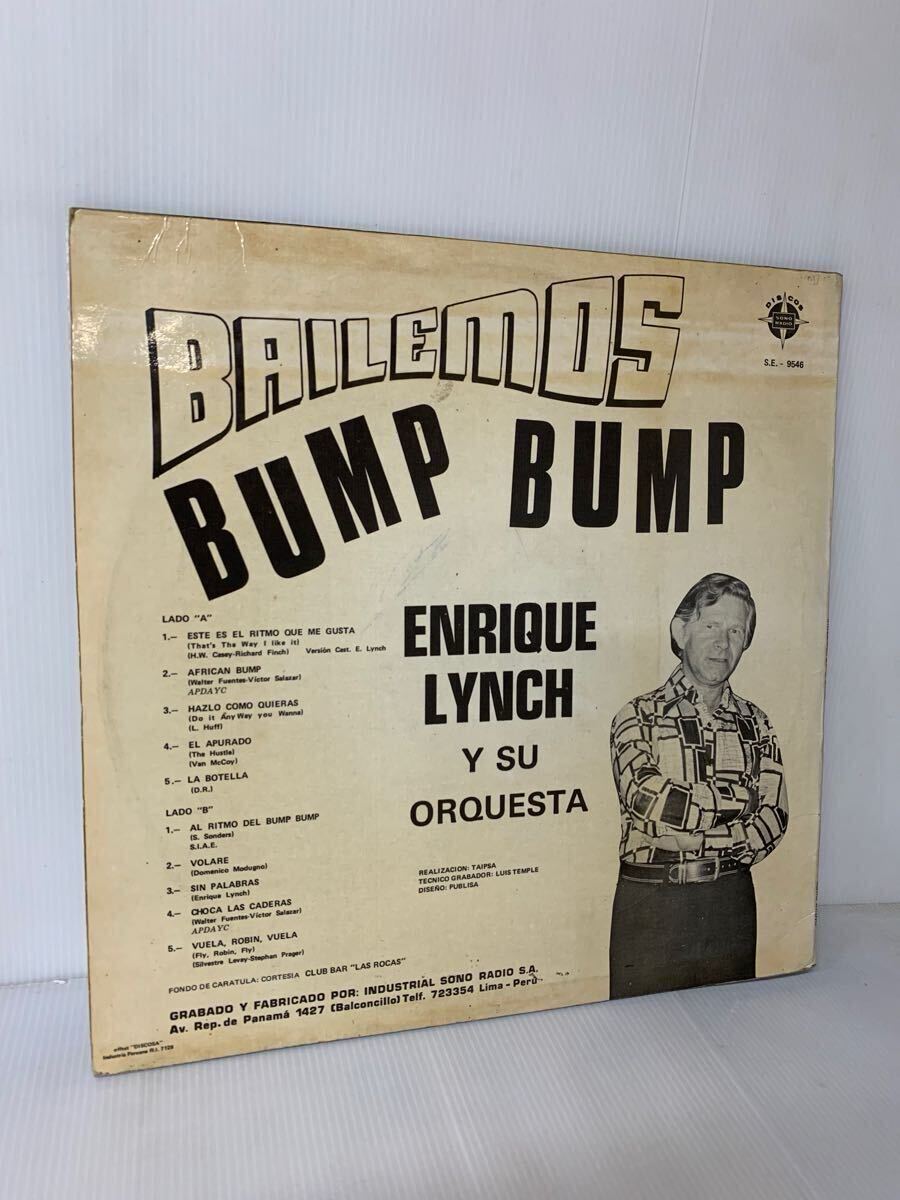 BAILEMOS
BUMP BUMP
DISCOS
SONO
RADIO
S.E. - 9546
ENRIQUE
LYNCH
Y SU
ORQUESTA
LADO "A"
1.- ESTE ES EL RITMO QUE ME GUSTA
(That's Tha Way I like it)
(H.W. Casey-Richard Finch) Versión Cast. E. Lynch
2.- AFRICAN BUMP
(Walter Fuentes-Víctor Salazar)
APDAYC
3.- HAZLO COMO QUIERAS
(Do it Any Way you Wanna)
(L. Huff)
4.- EL APURADO
(The Hustle)
(Van McCoy)
5.- LA BOTELLA
(D.R.)
LADO "B"
1.- AL RITMO DEL BUMP BUMP
(S. Sonders)
S.I.A.E.
2.- VOLARE
(Domenico Modugno)
3.- SIN PALABRAS
(Enrique Lynch)
4.- CHOCA LAS CADERAS
(Walter Fuentes-Víctor Salazar)
APDAYC
5.- VUELA, ROBIN, VUELA
(Fly, Robin, Fly)
(Silvestre Levay-Stephan Prager)
REALIZACION: TAIPSA
TECNICO GRABADOR: LUIS TEMPLE
DISEÑO: PUBLISA
FONDO DE CARATULA: CORTESIA CLUB BAR "LAS ROCAS"
GRABADO Y FABRICADO POR: INDUSTRIAL SONO RADIO S.A.
Av. Rep. de Panamá 1427 (Balconcillo) Telf. 723354 Lima - Perú
offset "DISCOSA"
Industria Peruana R.I. 7129